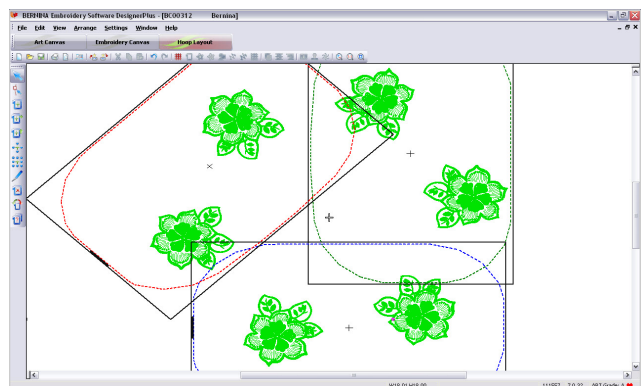 BERNINA Embroidery Software DesignerPlus - [BC00312 Bernina]
File Edit View Arrange Settings Window Help
Art Canvas Embroidery Canvas Hoop Layout